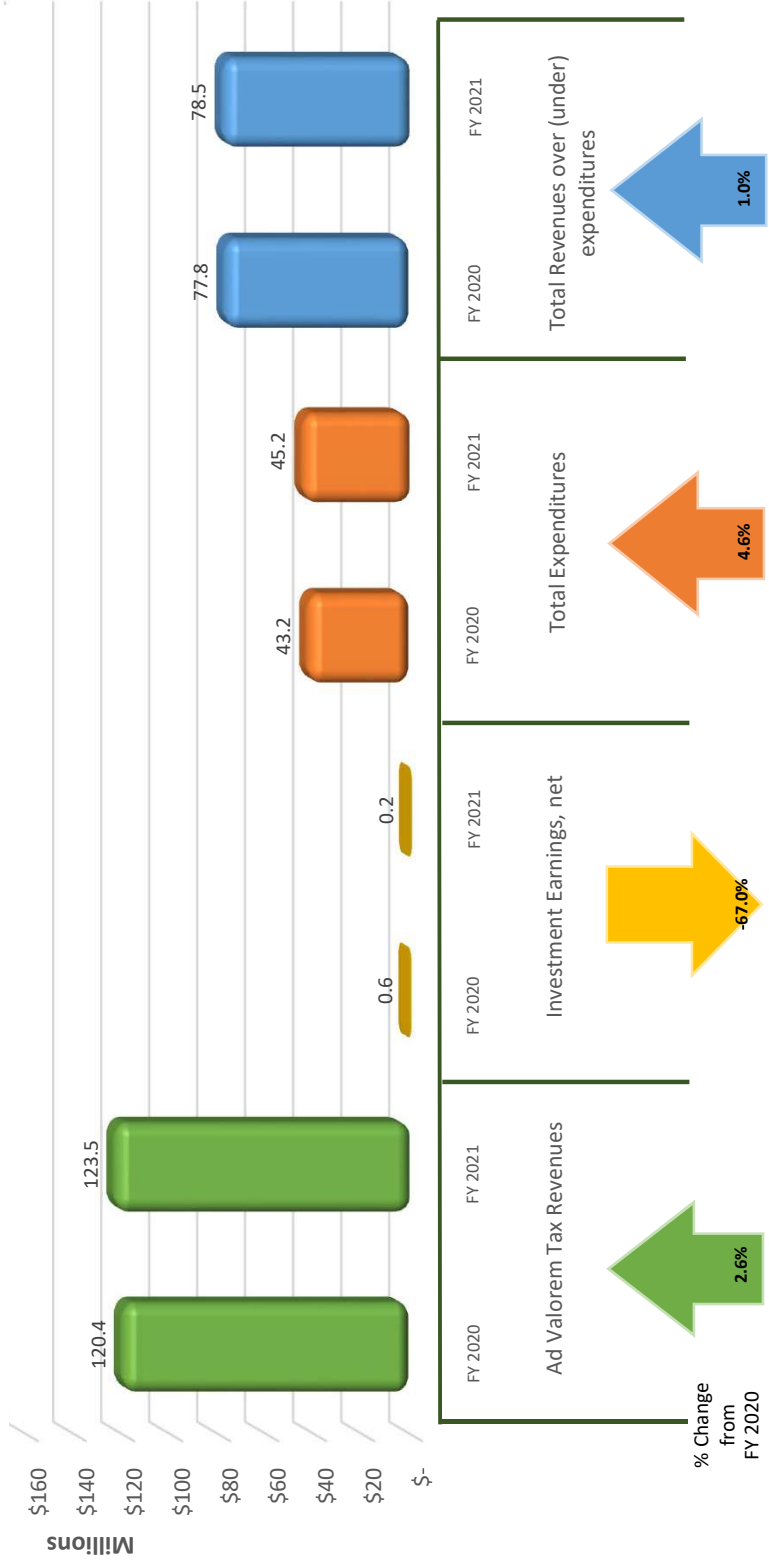 Millions
$160
$140
$120
$100
$80
$60
$40
$20
$-
120.4
123.5
0.6
0.2
43.2
45.2
77.8
78.5
FY 2020
FY 2021
FY 2020
FY 2021
FY 2020
FY 2021
FY 2020
FY 2021
Ad Valorem Tax Revenues
Investment Earnings, net
Total Expenditures
Total Revenues over (under)
expenditures
% Change
from
FY 2020
2.6%
-67.0%
4.6%
1.0%